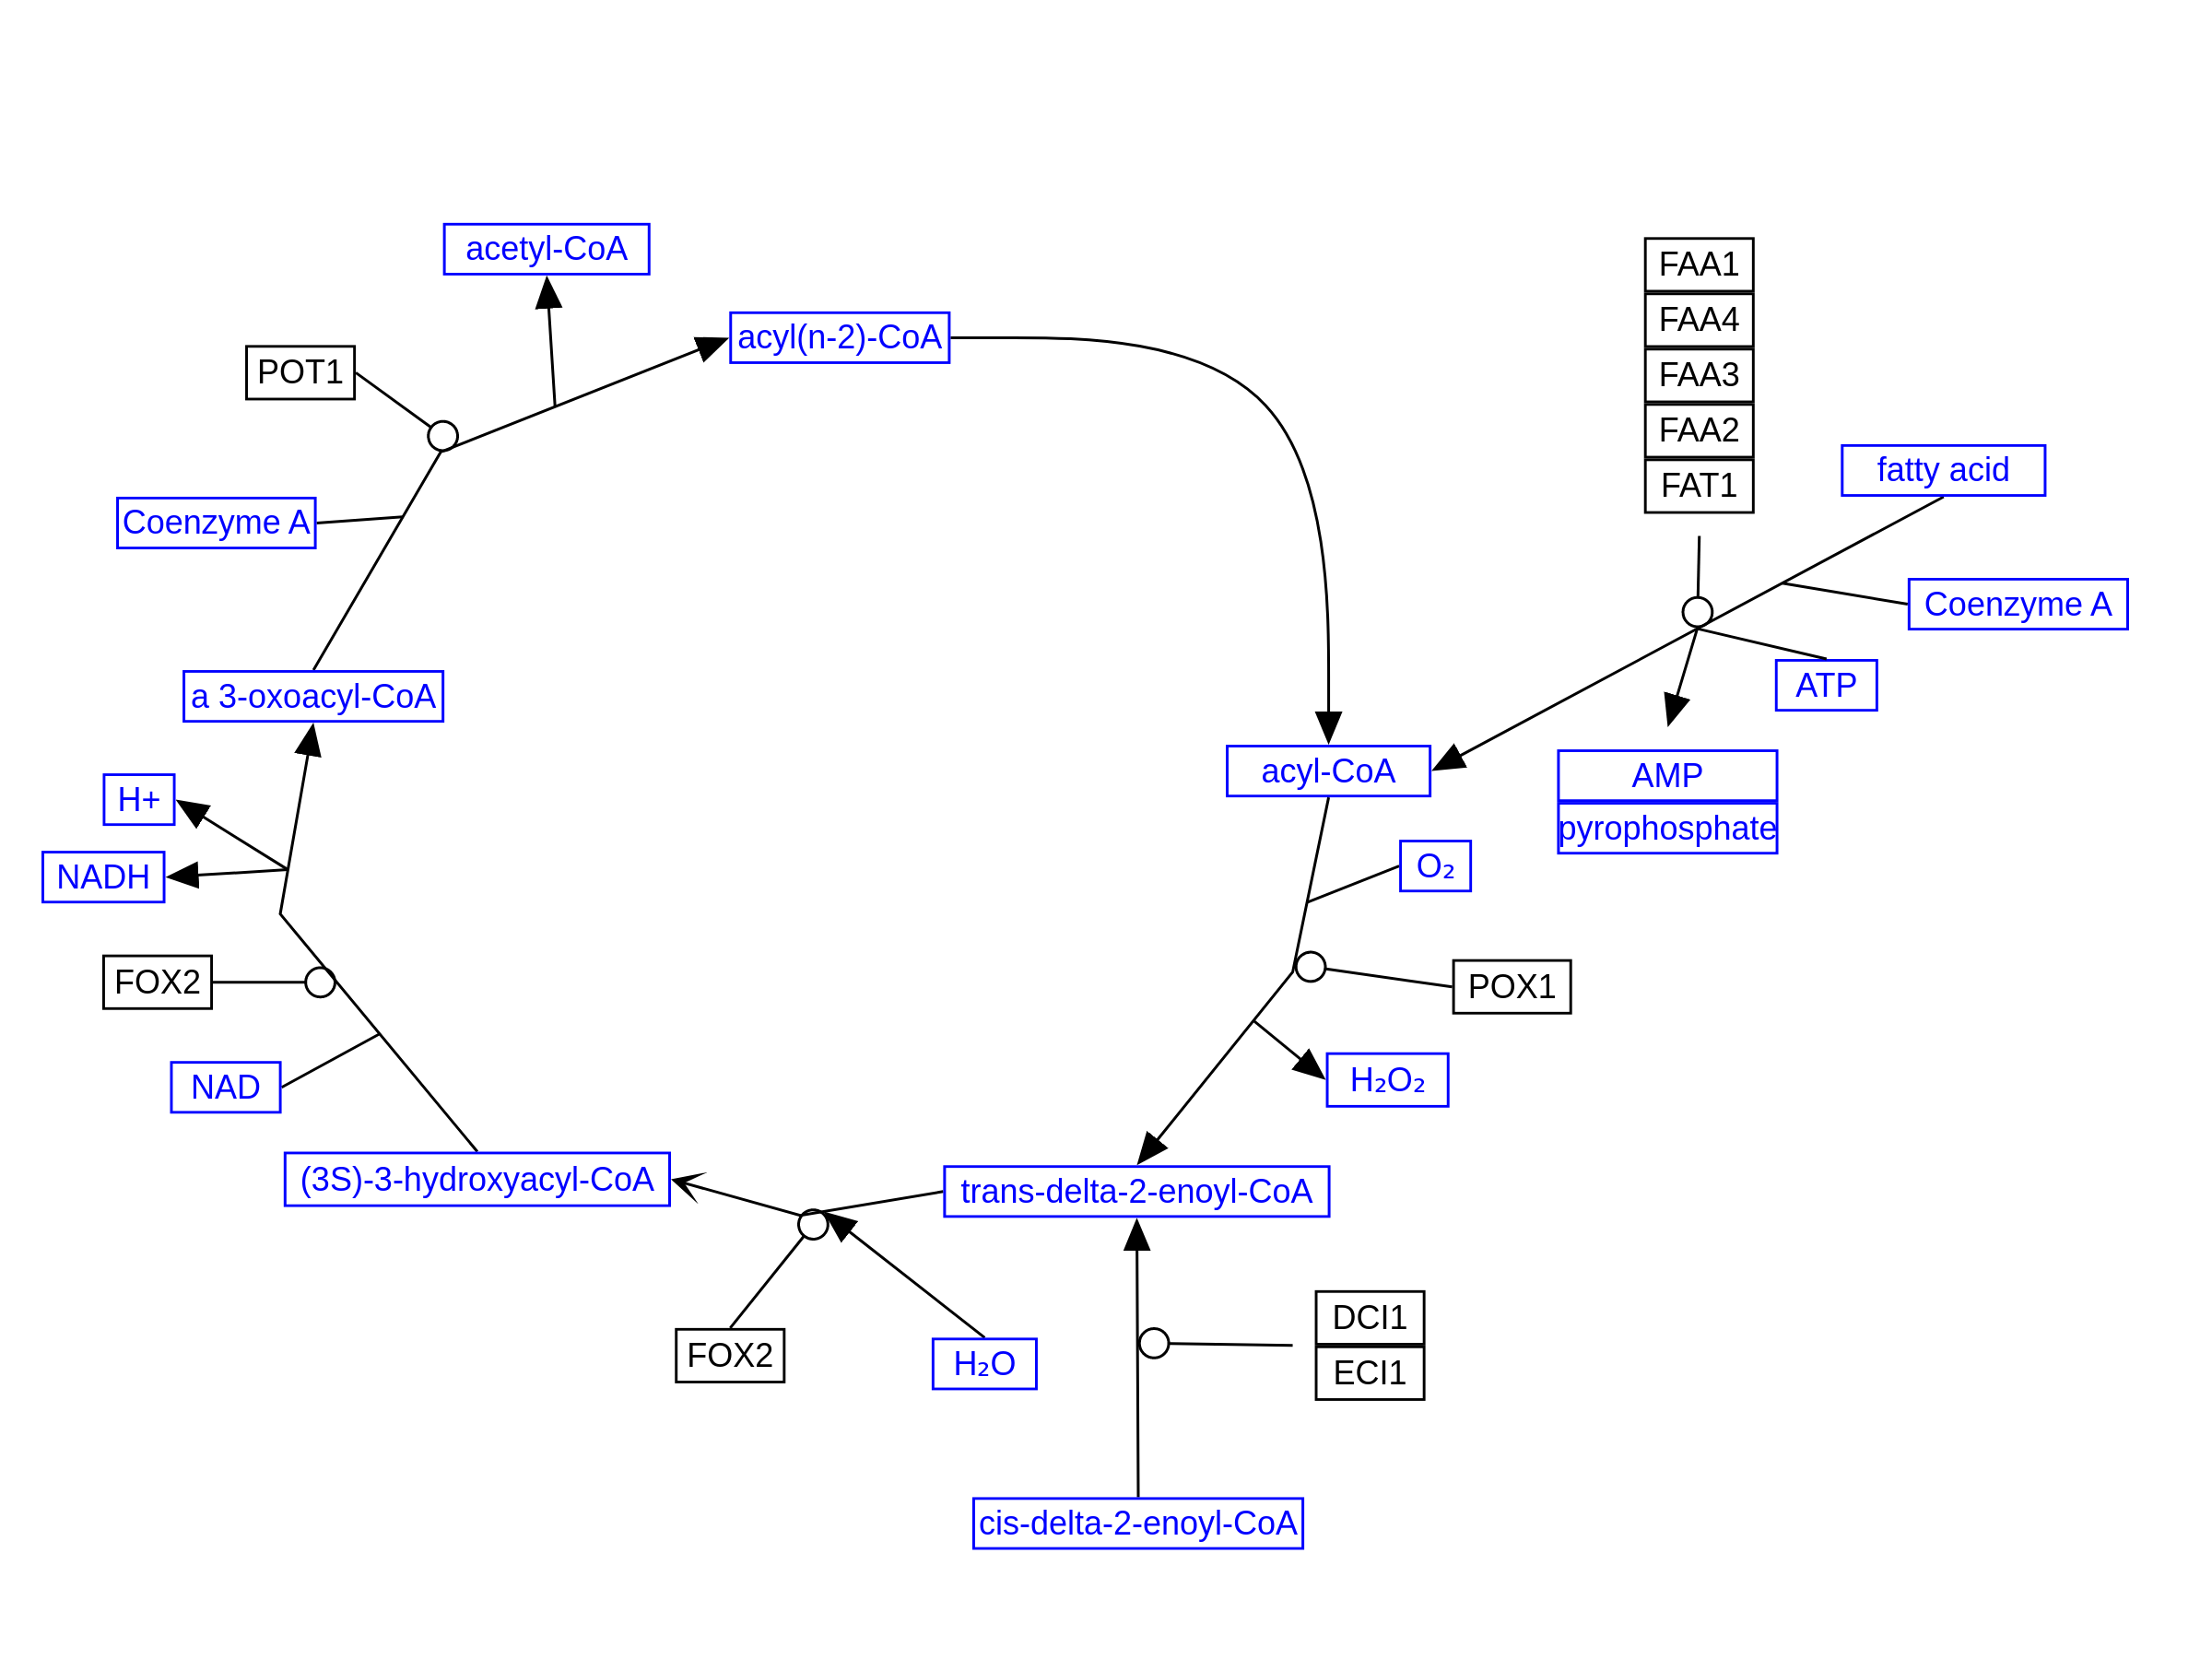 acetyl-CoA
FAA1
acyl(n-2)-CoA
FAA4
POT1
FAA3
FAA2
fatty acid
FAT1
Coenzyme A
Coenzyme A
a 3-oxoacyl-CoA
ATP
acyl-CoA
AMP
H+
pyrophosphate
O₂
NADH
FOX2
POX1
H₂O₂
NAD
(3S)-3-hydroxyacyl-CoA
trans-delta-2-enoyl-CoA
DCI1
FOX2
H₂O
ECI1
cis-delta-2-enoyl-CoA